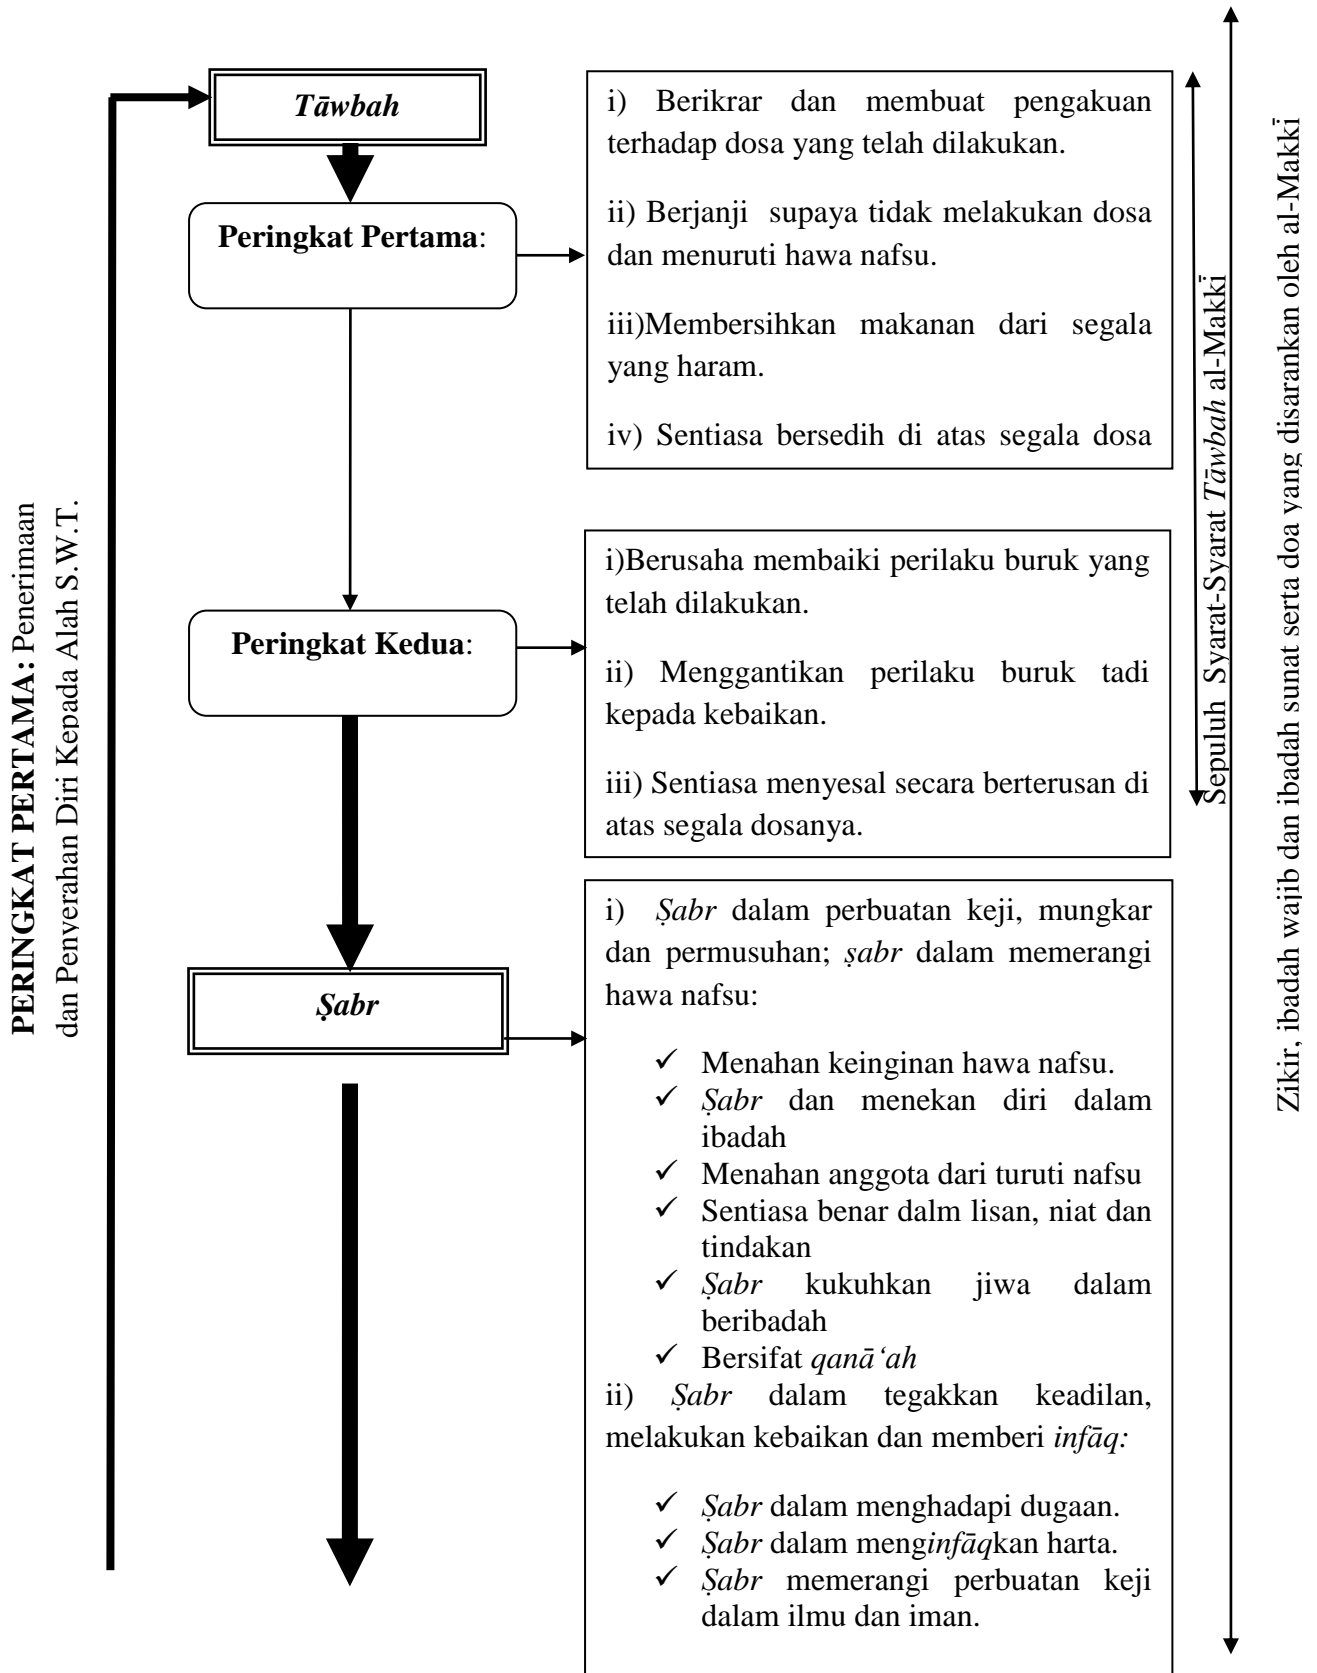 PERINGKAT PERTAMA: Penerimaan
dan Penyerahan Diri Kepada Alah S.W.T.
Tāwbah
Peringkat Pertama:
i) Berikrar dan membuat pengakuan
terhadap dosa yang telah dilakukan.
ii) Berjanji supaya tidak melakukan dosa
dan menuruti hawa nafsu.
iii)Membersihkan makanan dari segala
yang haram.
iv) Sentiasa bersedih di atas segala dosa
Peringkat Kedua:
i)Berusaha membaiki perilaku buruk yang
telah dilakukan.
ii) Menggantikan perilaku buruk tadi
kepada kebaikan.
iii) Sentiasa menyesal secara berterusan di
atas segala dosanya.
Ṣabr
i) Ṣabr dalam perbuatan keji, mungkar
dan permusuhan; ṣabr dalam memerangi
hawa nafsu:
✓ Menahan keinginan hawa nafsu.
✓ Ṣabr dan menekan diri dalam
ibadah
✓ Menahan anggota dari turuti nafsu
✓ Sentiasa benar dalm lisan, niat dan
tindakan
✓ Ṣabr kukuhkan jiwa dalam
beribadah
✓ Bersifat qanā‘ah
ii) Ṣabr dalam tegakkan keadilan,
melakukan kebaikan dan memberi infāq:
✓ Ṣabr dalam menghadapi dugaan.
✓ Ṣabr dalam menginfāqkan harta.
✓ Ṣabr memerangi perbuatan keji
dalam ilmu dan iman.
Sepuluh Syarat-Syarat Tāwbah al-Makkī
Zikir, ibadah wajib dan ibadah sunat serta doa yang disarankan oleh al-Makkī